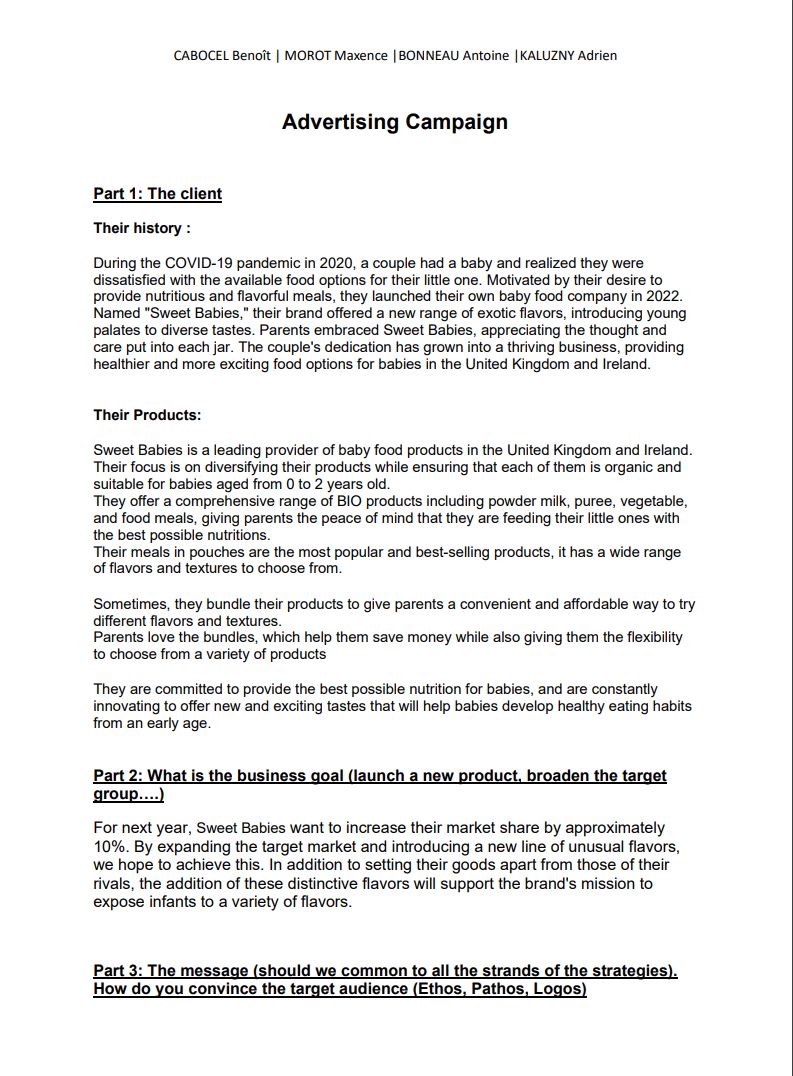 CABOCEL Benoît | MOROT Maxence |BONNEAU Antoine |KALUZNY Adrien
Advertising Campaign
Part 1: The client
Their history :
During the COVID-19 pandemic in 2020, a couple had a baby and realized they were
dissatisfied with the available food options for their little one. Motivated by their desire to
provide nutritious and flavorful meals, they launched their own baby food company in 2022.
Named "Sweet Babies," their brand offered a new range of exotic flavors, introducing young
palates to diverse tastes. Parents embraced Sweet Babies, appreciating the thought and
care put into each jar. The couple's dedication has grown into a thriving business, providing
healthier and more exciting food options for babies in the United Kingdom and Ireland.
Their Products:
Sweet Babies is a leading provider of baby food products in the United Kingdom and Ireland.
Their focus is on diversifying their products while ensuring that each of them is organic and
suitable for babies aged from 0 to 2 years old.
They offer a comprehensive range of BIO products including powder milk, puree, vegetable,
and food meals, giving parents the peace of mind that they are feeding their little ones with
the best possible nutritions.
Their meals in pouches are the most popular and best-selling products, it has a wide range
of flavors and textures to choose from.
Sometimes, they bundle their products to give parents a convenient and affordable way to try
different flavors and textures.
Parents love the bundles, which help them save money while also giving them the flexibility
to choose from a variety of products
They are committed to provide the best possible nutrition for babies, and are constantly
innovating to offer new and exciting tastes that will help babies develop healthy eating habits
from an early age.
Part 2: What is the business goal (launch a new product, broaden the target
group….)
For next year, Sweet Babies want to increase their market share by approximately
10%. By expanding the target market and introducing a new line of unusual flavors,
we hope to achieve this. In addition to setting their goods apart from those of their
rivals, the addition of these distinctive flavors will support the brand's mission to
expose infants to a variety of flavors.
Part 3: The message (should we common to all the strands of the strategies).
How do you convince the target audience (Ethos, Pathos, Logos)